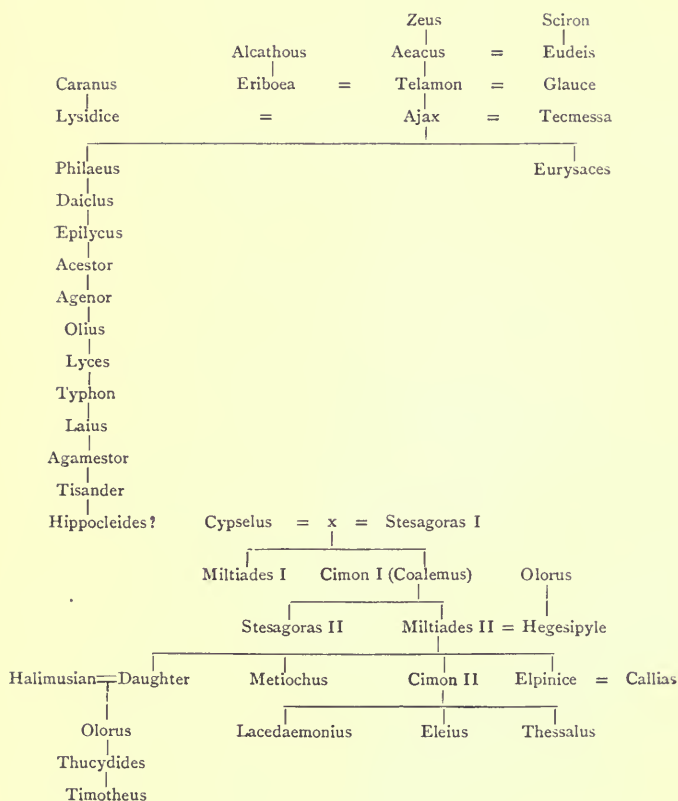 Zeus Sciron
Alcathous Aeacus = Eudeis
Caranus Eriboea = Telamon = Glauce
Lysidice = Ajax = Tecmessa
Philaeus Eurysaces
Daiclus
Epilycus
Acestor
Agenor
Olius
Lyces
Typhon
Laius
Agamestor
Tisander
Hippocleides? Cypselus = x = Stesagoras I
Miltiades I Cimon I (Coalemus) Olorus
Stesagoras II Miltiades II = Hegesipyle
Halimusian = Daughter Metiochus Cimon II Elpinice = Callias
Olorus Lacedaemonius Eleius Thessalus
Thucydides
Timotheus